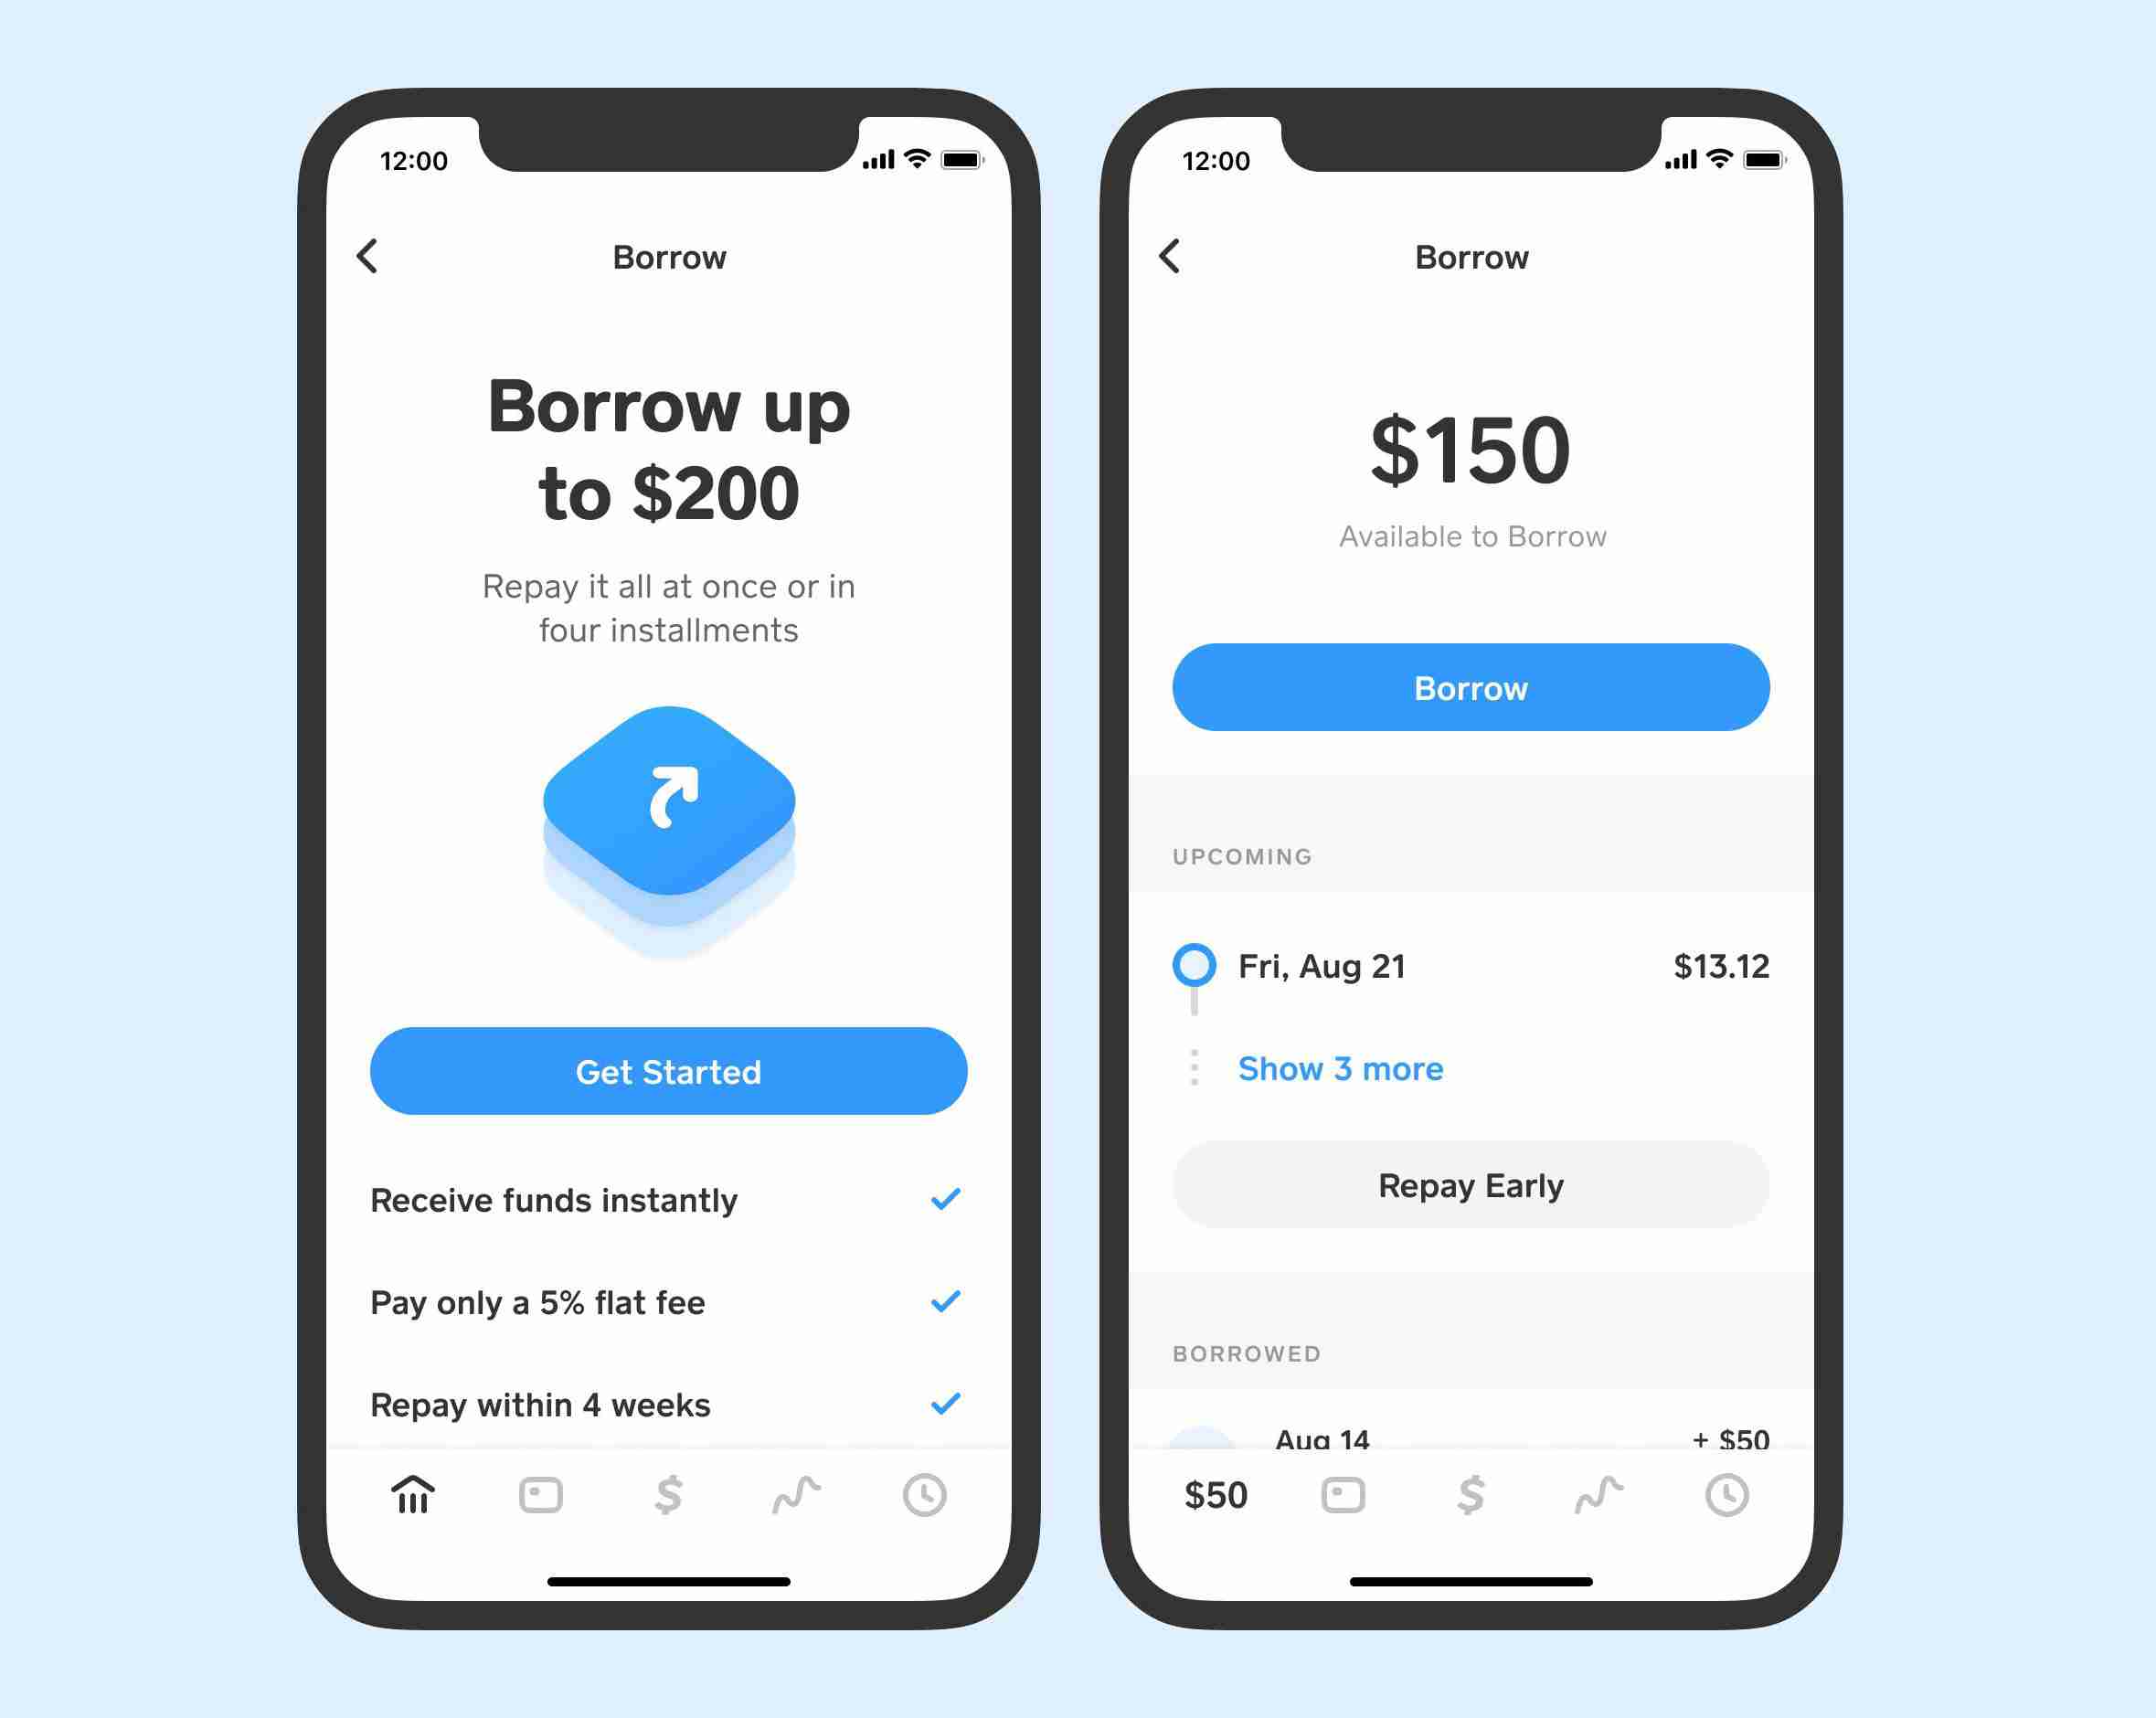 12:00
Borrow
Borrow up
to $200
Repay it all at once or in
four installments
Get Started
Receive funds instantly
Pay only a 5% flat fee
Repay within 4 weeks
$
12:00
Borrow
$150
Available to Borrow
Borrow
UPCOMING
Fri, Aug 21 $13.12
Show 3 more
Repay Early
BORROWED
Aug 14 + $50
$50 $